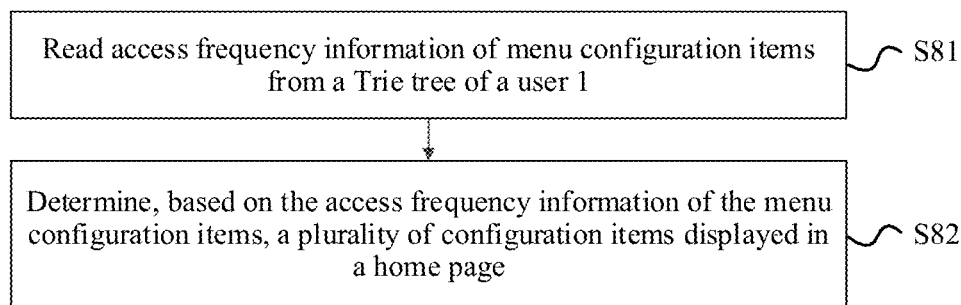 Read access frequency information of menu configuration items
from a Trie tree of a user 1
S81
Determine, based on the access frequency information of the menu
configuration items, a plurality of configuration items displayed in
a home page
S82